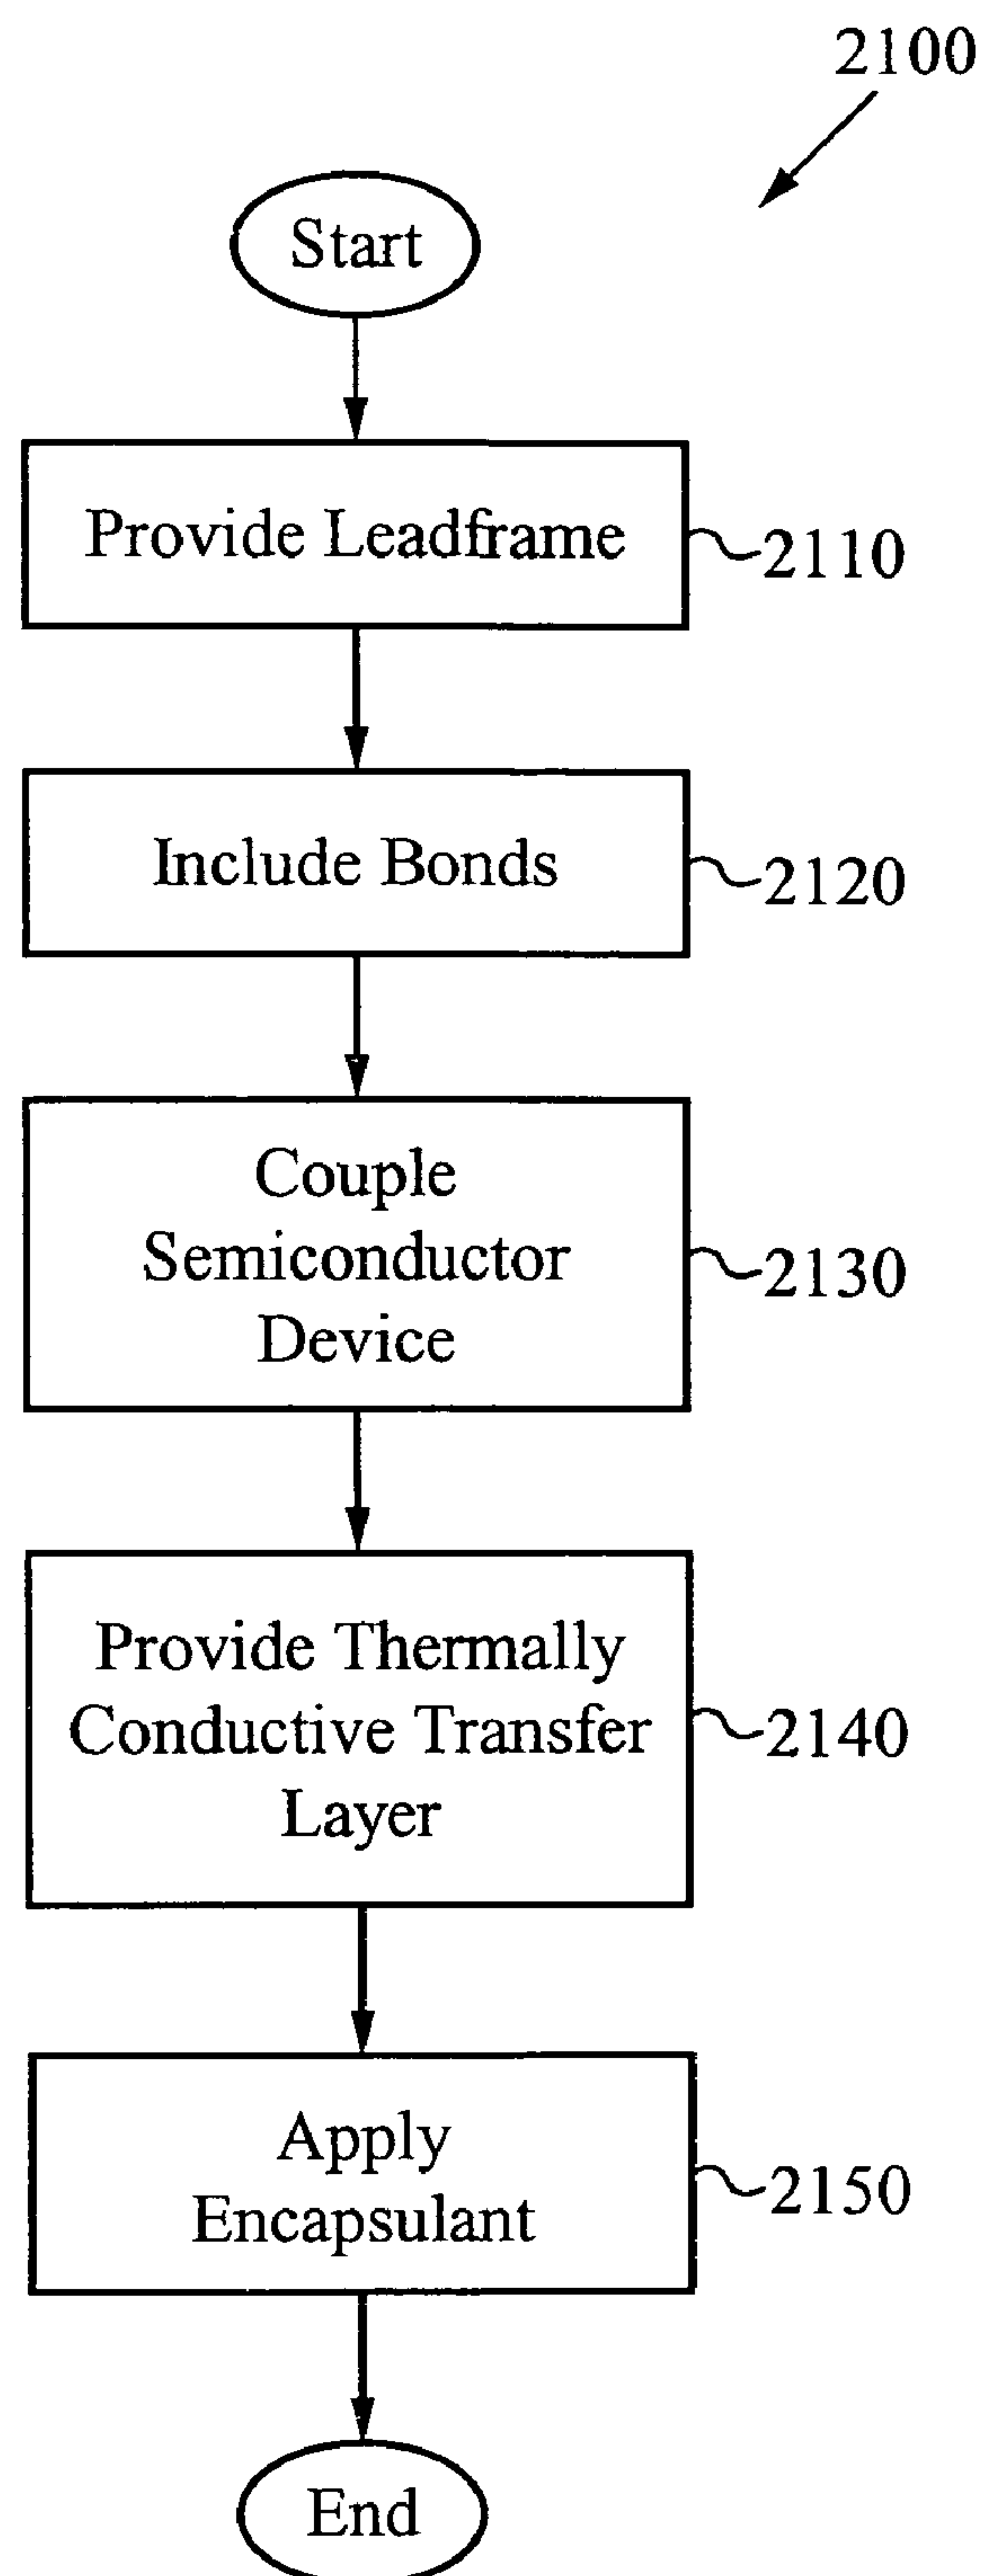 2100
Start
Provide Leadframe
2110
Include Bonds
2120
Couple
Semiconductor
Device
2130
Provide Thermally
Conductive Transfer
Layer
2140
Apply
Encapsulant
2150
End